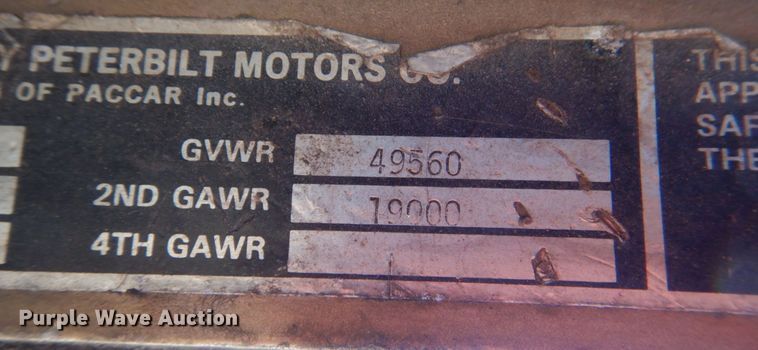 Y PETERBILT MOTORS CO.
OF PACCAR Inc.
GVWR 49560
2ND GAWR 19000
4TH GAWR
THIS
APP
SAF
THE
Purple Wave Auction